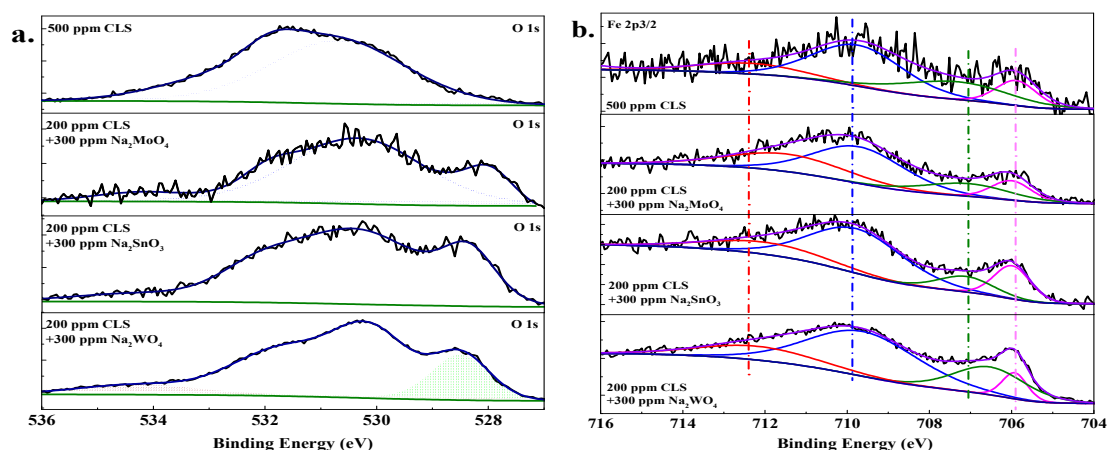 a.
500 ppm CLS
O 1s
200 ppm CLS
+300 ppm Na₂MoO₄
O 1s
200 ppm CLS
+300 ppm Na₂SnO₃
O 1s
200 ppm CLS
+300 ppm Na₂WO₄
O 1s
536 534 532 530 528
Binding Energy (eV)
b.
Fe 2p3/2
500 ppm CLS
200 ppm CLS
+300 ppm Na₂MoO₄
200 ppm CLS
+300 ppm Na₂SnO₃
200 ppm CLS
+300 ppm Na₂WO₄
716 714 712 710 708 706 704
Binding Energy (eV)